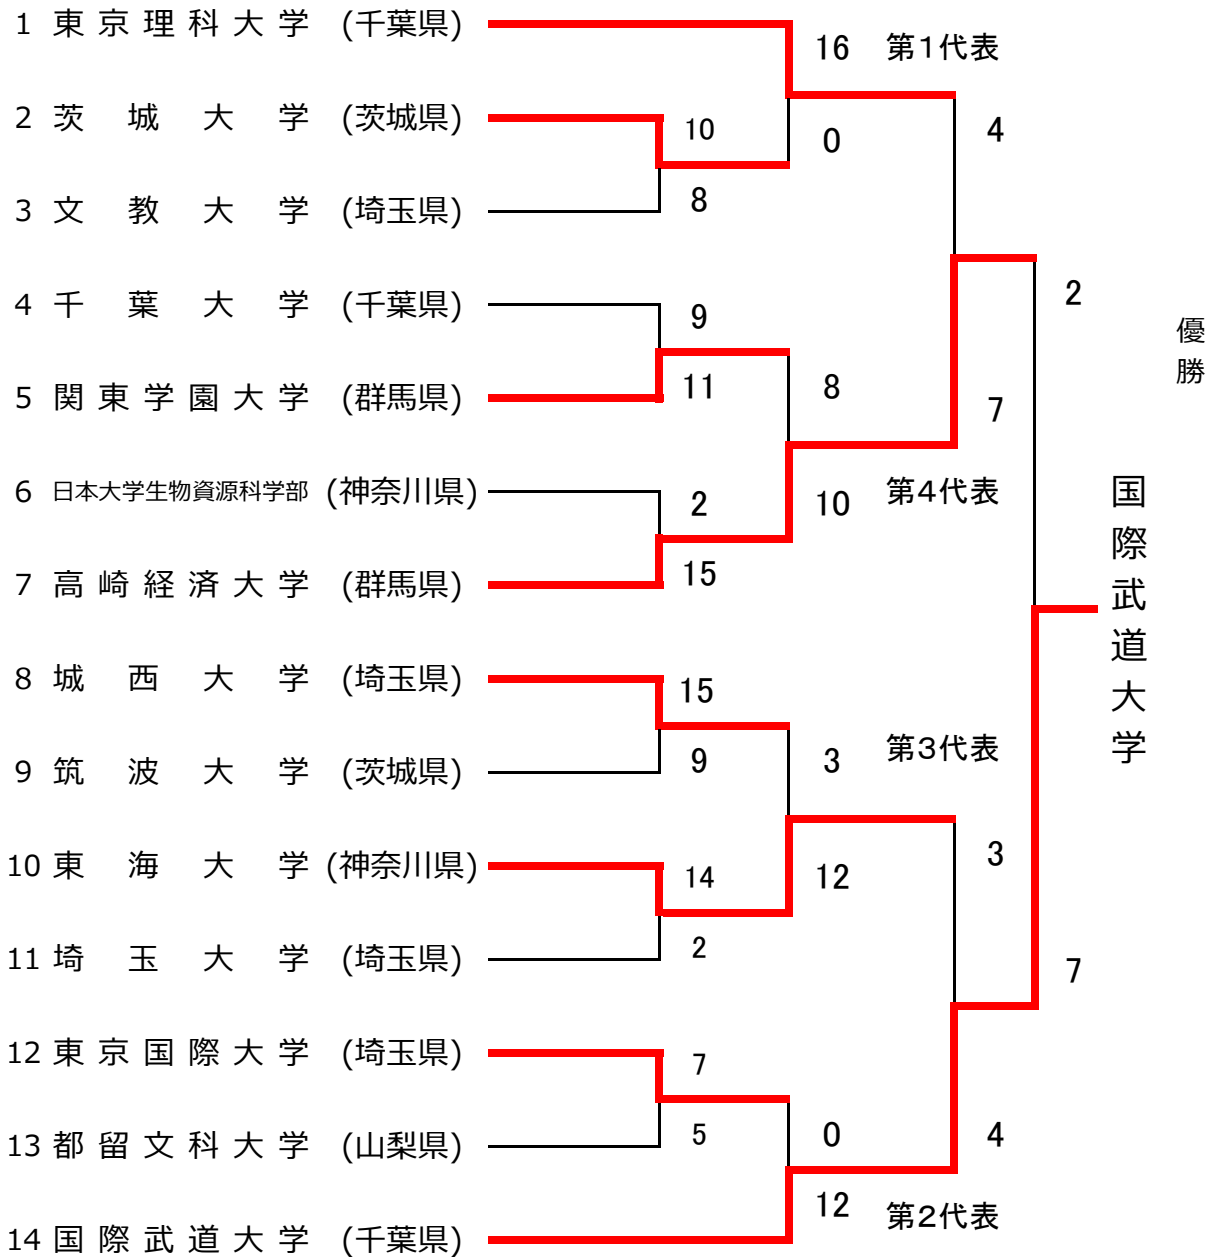 1 東京理科大学 (千葉県)
16 第1代表
2 茨城大学 (茨城県)
10
0
4
3 文教大学 (埼玉県)
8
4 千葉大学 (千葉県)
9
2
優勝
5 関東学園大学 (群馬県)
11
8
7
6 日本大学生物資源科学部 (神奈川県)
2
10 第4代表
国際武道大学
7 高崎経済大学 (群馬県)
15
8 城西大学 (埼玉県)
15
9 筑波大学 (茨城県)
9
3 第3代表
10 東海大学 (神奈川県)
14
12
3
11 埼玉大学 (埼玉県)
2
7
12 東京国際大学 (埼玉県)
7
13 都留文科大学 (山梨県)
5
0
4
14 国際武道大学 (千葉県)
12 第2代表